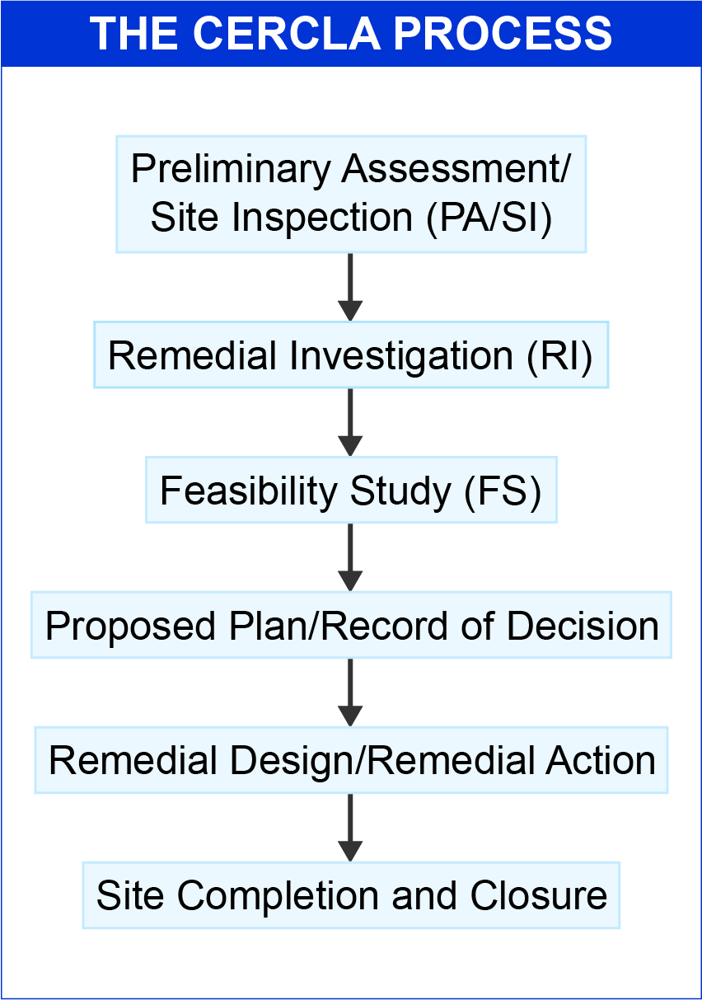 THE CERCLA PROCESS
Preliminary Assessment/
Site Inspection (PA/SI)
Remedial Investigation (RI)
Feasibility Study (FS)
Proposed Plan/Record of Decision
Remedial Design/Remedial Action
Site Completion and Closure